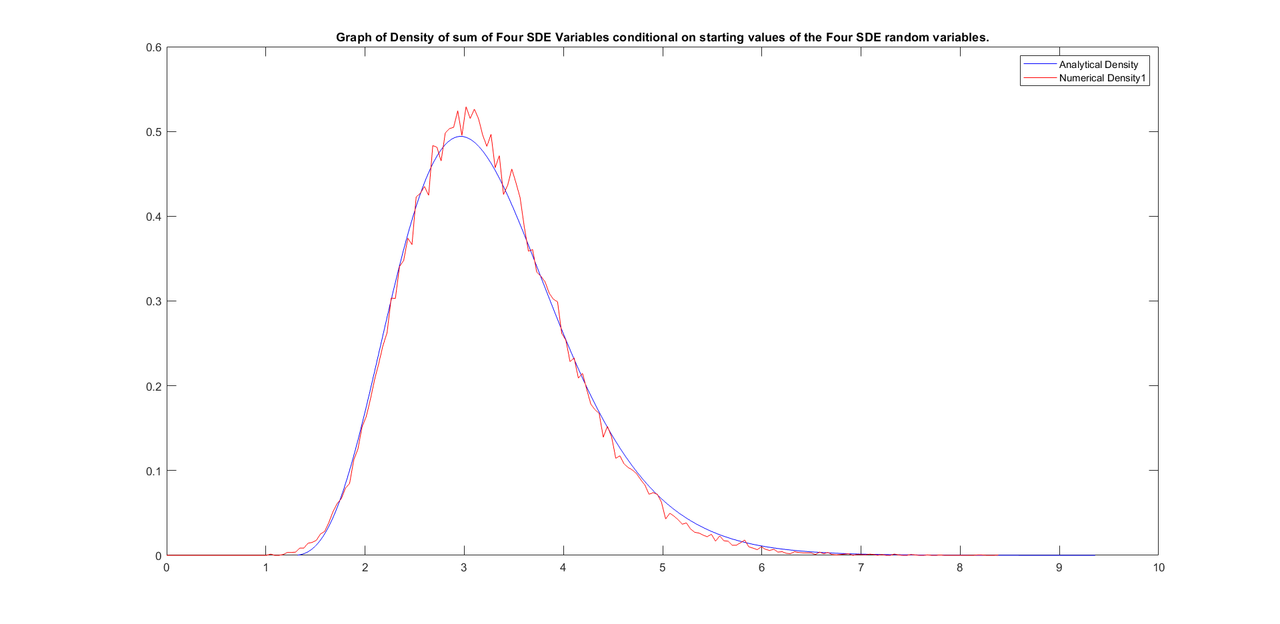 Graph of Density of sum of Four SDE Variables conditional on starting values of the Four SDE random variables.
Analytical Density
Numerical Density1
0.6
0.5
0.4
0.3
0.2
0.1
0
0 1 2 3 4 5 6 7 8 9 10